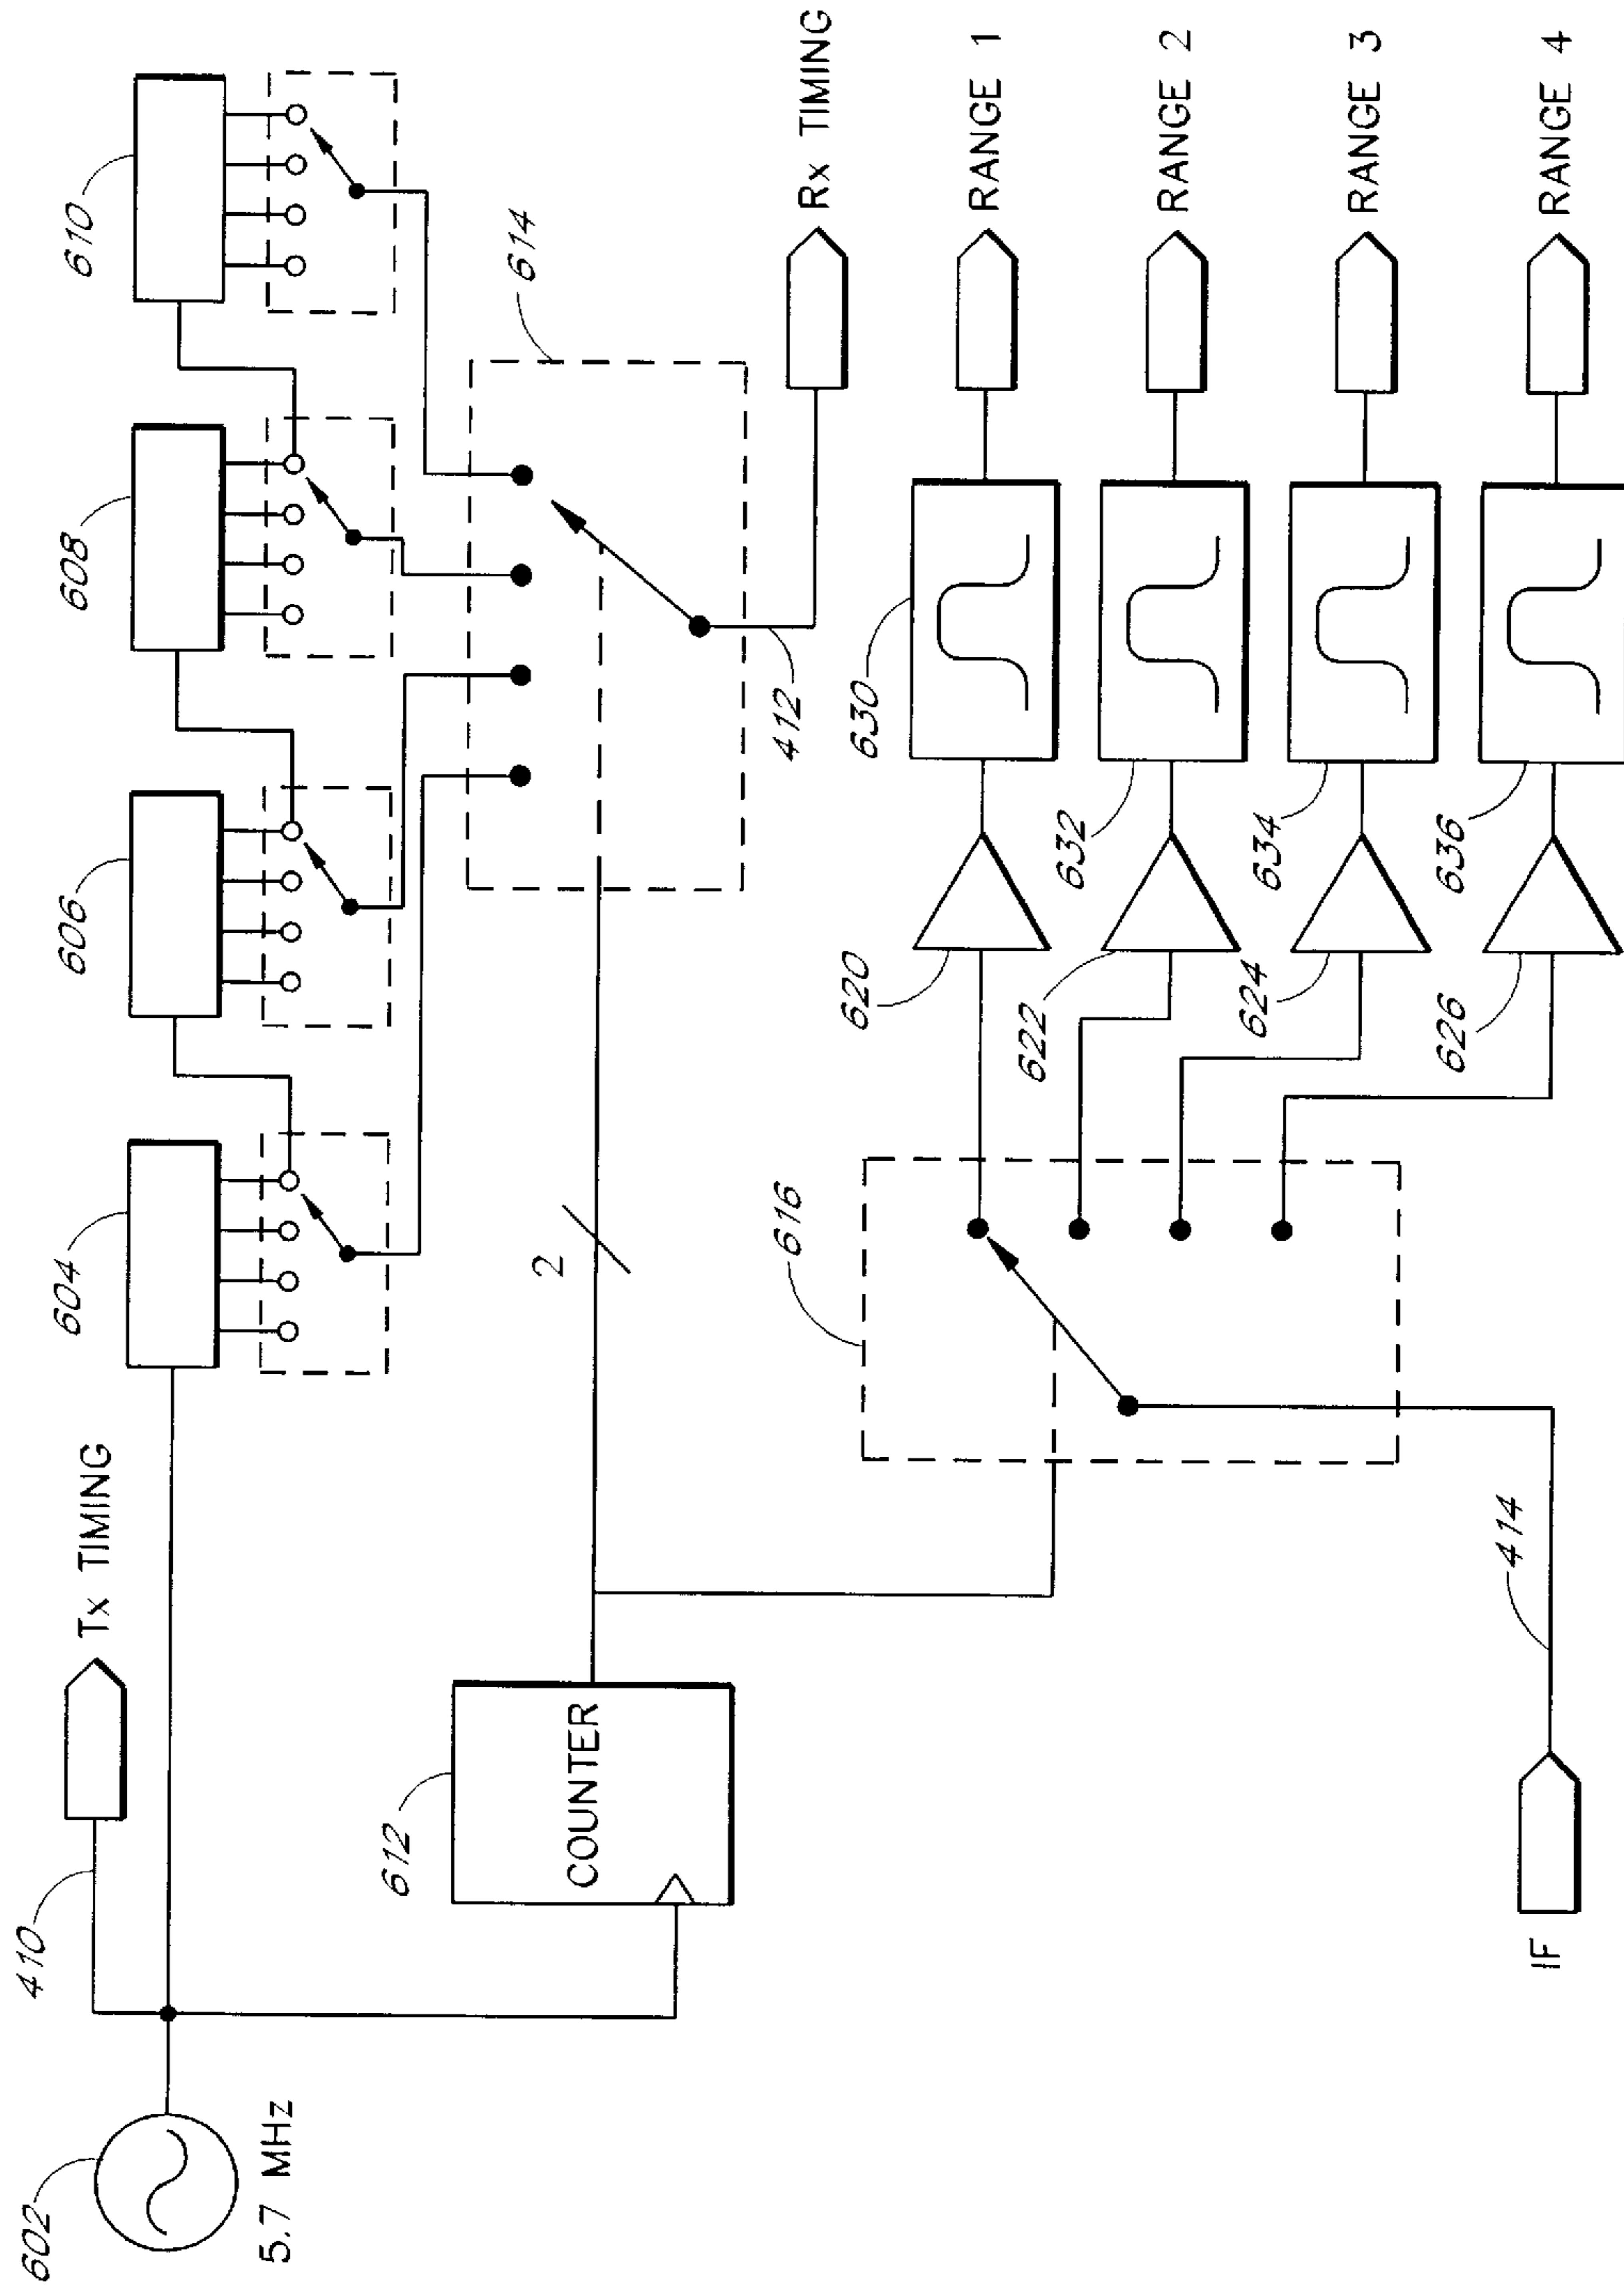 602
5.7 MHz
410
Tx TIMING
604
606
608
610
612
COUNTER
2
614
412
Rx TIMING
616
IF
414
620
630
RANGE 1
622
632
RANGE 2
624
634
RANGE 3
626
636
RANGE 4